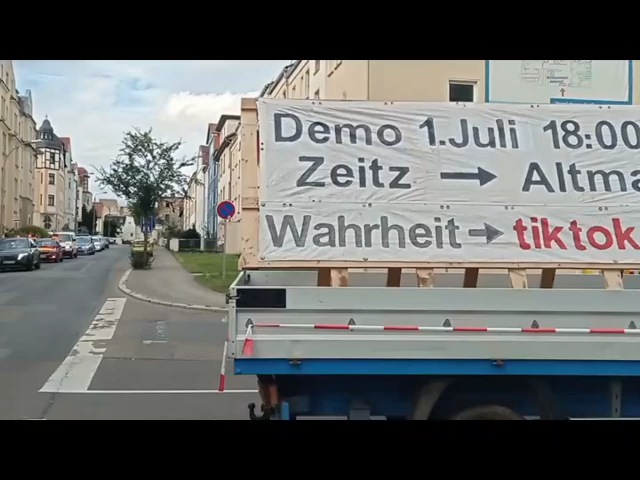 Demo 1.Juli 18:00
Zeitz → Altma
Wahrheit → tiktok